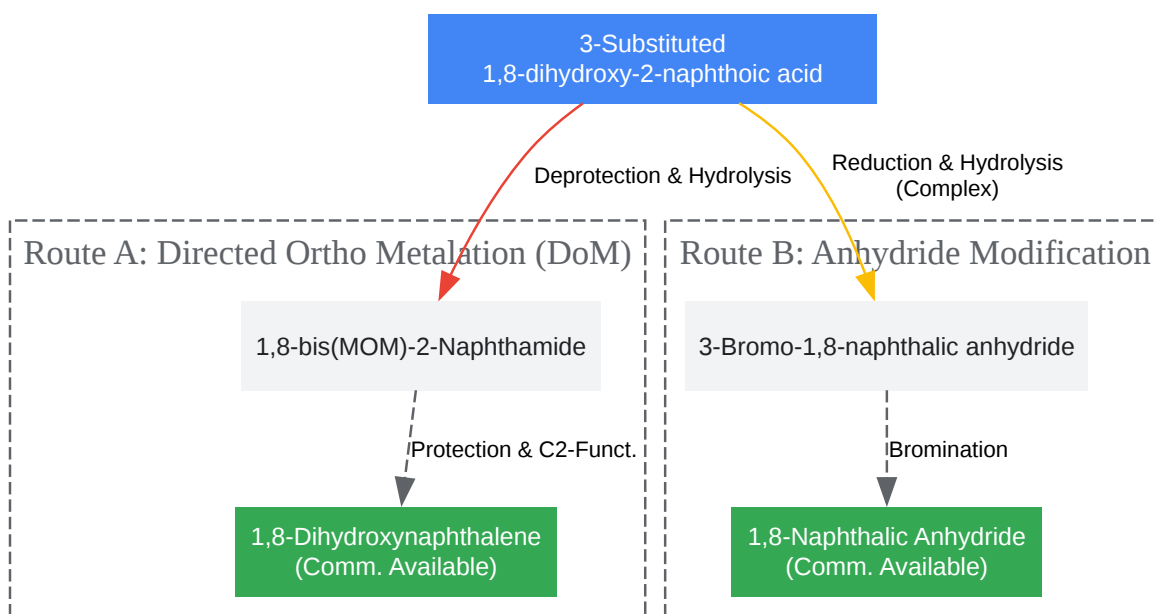 3-Substituted
1,8-dihydroxy-2-naphthoic acid
Deprotection & Hydrolysis
Reduction & Hydrolysis
(Complex)
Route A: Directed Ortho Metalation (DoM)
Route B: Anhydride Modification
1,8-bis(MOM)-2-Naphthamide
3-Bromo-1,8-naphthalic anhydride
Protection & C2-Funct.
Bromination
1,8-Dihydroxynaphthalene
(Comm. Available)
1,8-Naphthalic Anhydride
(Comm. Available)